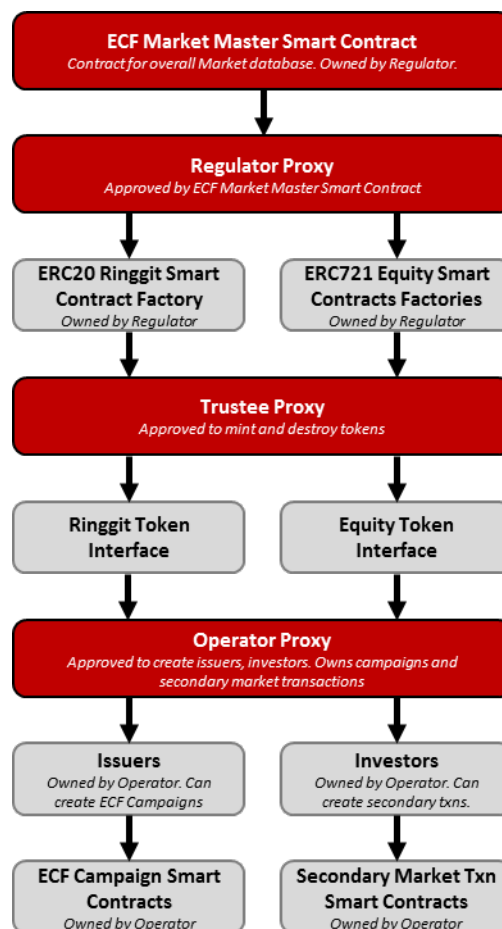 ECF Market Master Smart Contract
Contract for overall Market database. Owned by Regulator.
Regulator Proxy
Approved by ECF Market Master Smart Contract
ERC20 Ringgit Smart
Contract Factory
Owned by Regulator
ERC721 Equity Smart
Contracts Factories
Owned by Regulator
Trustee Proxy
Approved to mint and destroy tokens
Ringgit Token
Interface
Equity Token
Interface
Operator Proxy
Approved to create issuers, investors. Owns campaigns and
secondary market transactions
Issuers
Owned by Operator. Can
create ECF Campaigns
Investors
Owned by Operator. Can
create secondary txns.
ECF Campaign Smart
Contracts
Owned by Operator
Secondary Market Txn
Smart Contracts
Owned by Operator